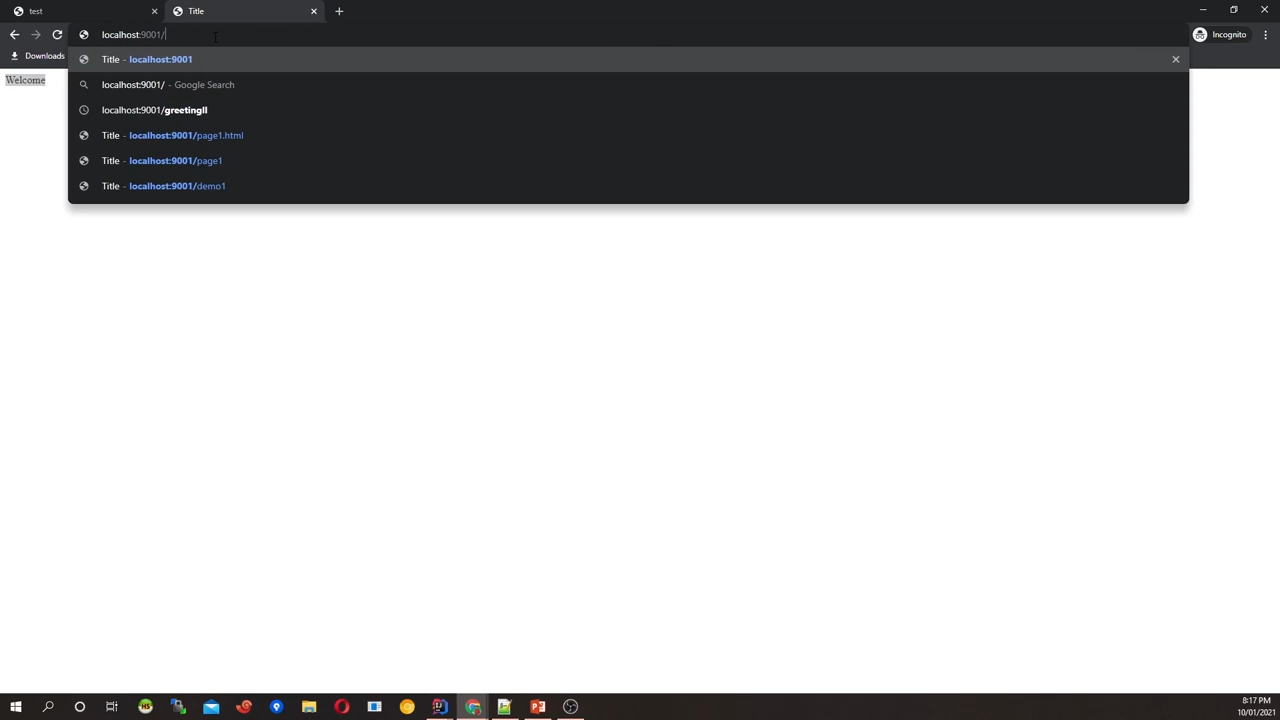 test
Title
localhost:9001/
Incognito
Downloads
Title - localhost:9001
localhost:9001/ - Google Search
localhost:9001/greetingll
Title - localhost:9001/page1.html
Title - localhost:9001/page1
Title - localhost:9001/demo1
Welcome
HS
8:17 PM
10/01/2021